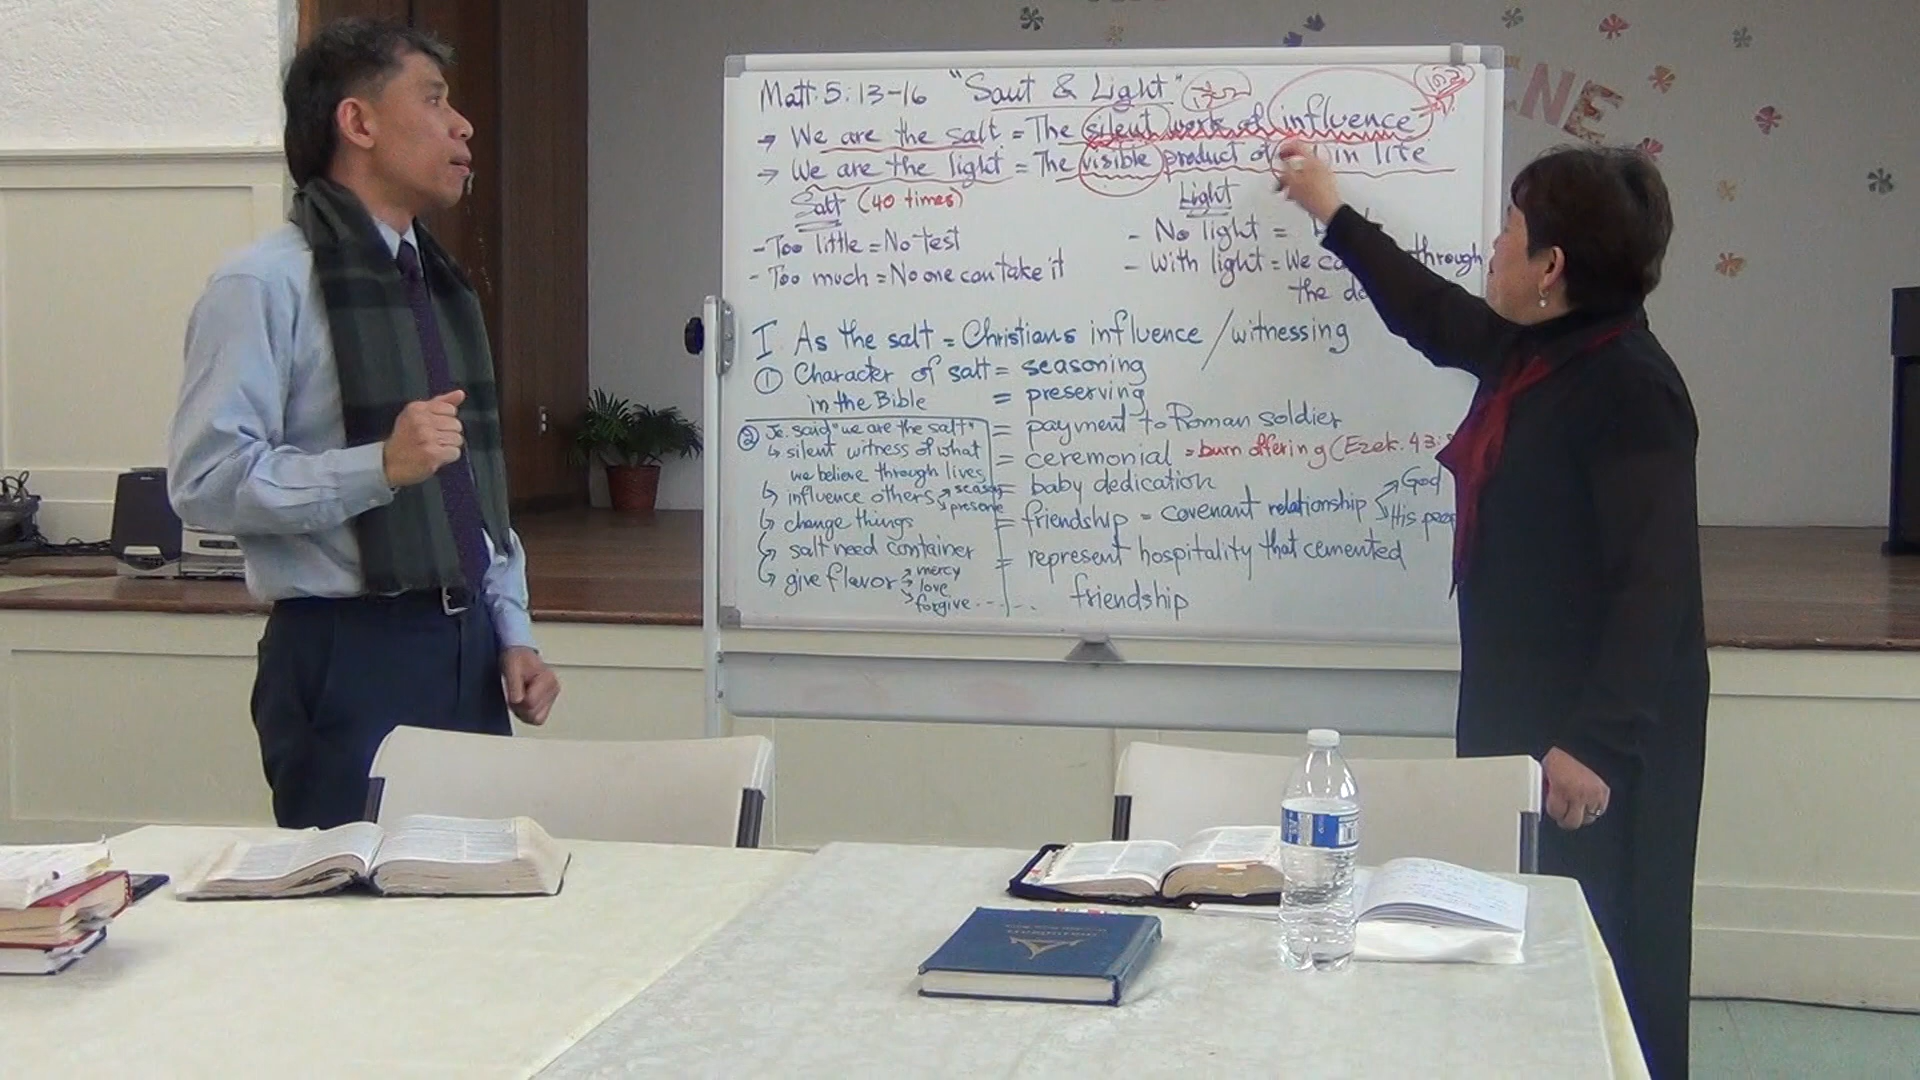 Matt. 5:13-16 "Saut & Light"
→ We are the salt = The silent work of influence
→ We are the light = The visible product of in life
Salt (40 times)
- Too little = No test
- Too much = No one can take it
Light
- No light =
- With light = We through
the
I. As the salt = Christians influence / witnessing
① Character of salt = seasoning
in the Bible = preserving
= payment to Roman soldier
= ceremonial = burn offering (Ezek. 43:
= baby dedication
= friendship = covenant relationship God
His
= represent hospitality that cemented
friendship
② Je. said "we are the salt"
silent witness of what
we believe through lives
influence others
change things
salt need container
give flavor mercy
love
forgive .....
NE